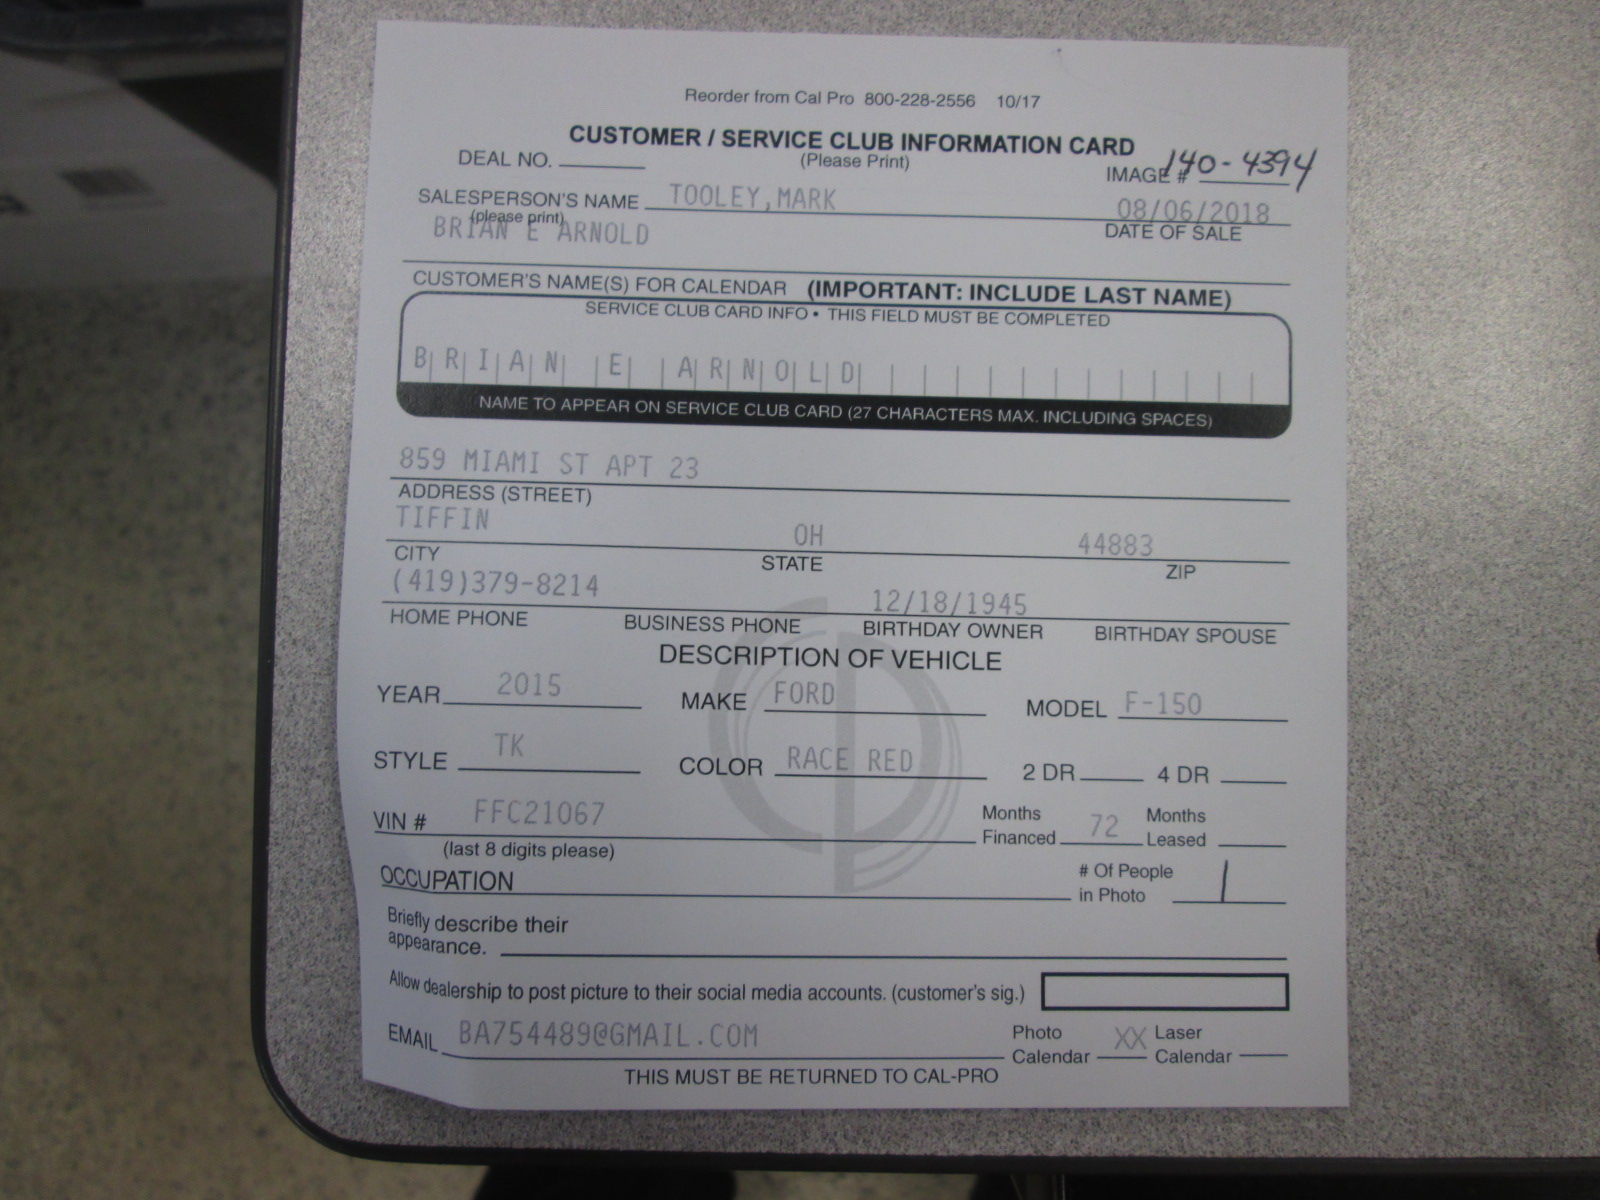 Reorder from Cal Pro 800-228-2556 10/17
CUSTOMER / SERVICE CLUB INFORMATION CARD
DEAL NO. (Please Print) IMAGE # 140-4394
SALESPERSON'S NAME TOOLEY,MARK 08/06/2018
(please print) DATE OF SALE
BRIAN E ARNOLD
CUSTOMER'S NAME(S) FOR CALENDAR (IMPORTANT: INCLUDE LAST NAME)
SERVICE CLUB CARD INFO • THIS FIELD MUST BE COMPLETED
BRIAN E ARNOLD
NAME TO APPEAR ON SERVICE CLUB CARD (27 CHARACTERS MAX. INCLUDING SPACES)
859 MIAMI ST APT 23
ADDRESS (STREET)
TIFFIN OH 44883
CITY STATE ZIP
(419)379-8214 12/18/1945
HOME PHONE BUSINESS PHONE BIRTHDAY OWNER BIRTHDAY SPOUSE
DESCRIPTION OF VEHICLE
YEAR 2015 MAKE FORD MODEL F-150
STYLE TK COLOR RACE RED 2 DR 4 DR
VIN # FFC21067 Months Financed 72 Months Leased
(last 8 digits please)
OCCUPATION # Of People in Photo 1
Briefly describe their
appearance.
Allow dealership to post picture to their social media accounts. (customer's sig.)
EMAIL BA754489@GMAIL.COM Photo Calendar XX Laser Calendar
THIS MUST BE RETURNED TO CAL-PRO